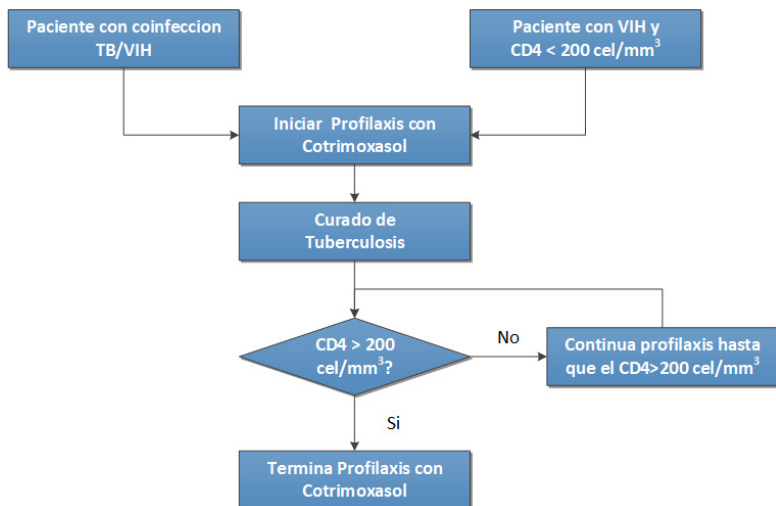 Paciente con coinfeccion
TB/VIH
Paciente con VIH y
CD4 < 200 cel/mm³
Iniciar Profilaxis con
Cotrimoxasol
Curado de
Tuberculosis
CD4 > 200
cel/mm³?
No
Continua profilaxis hasta
que el CD4>200 cel/mm³
Si
Termina Profilaxis con
Cotrimoxasol